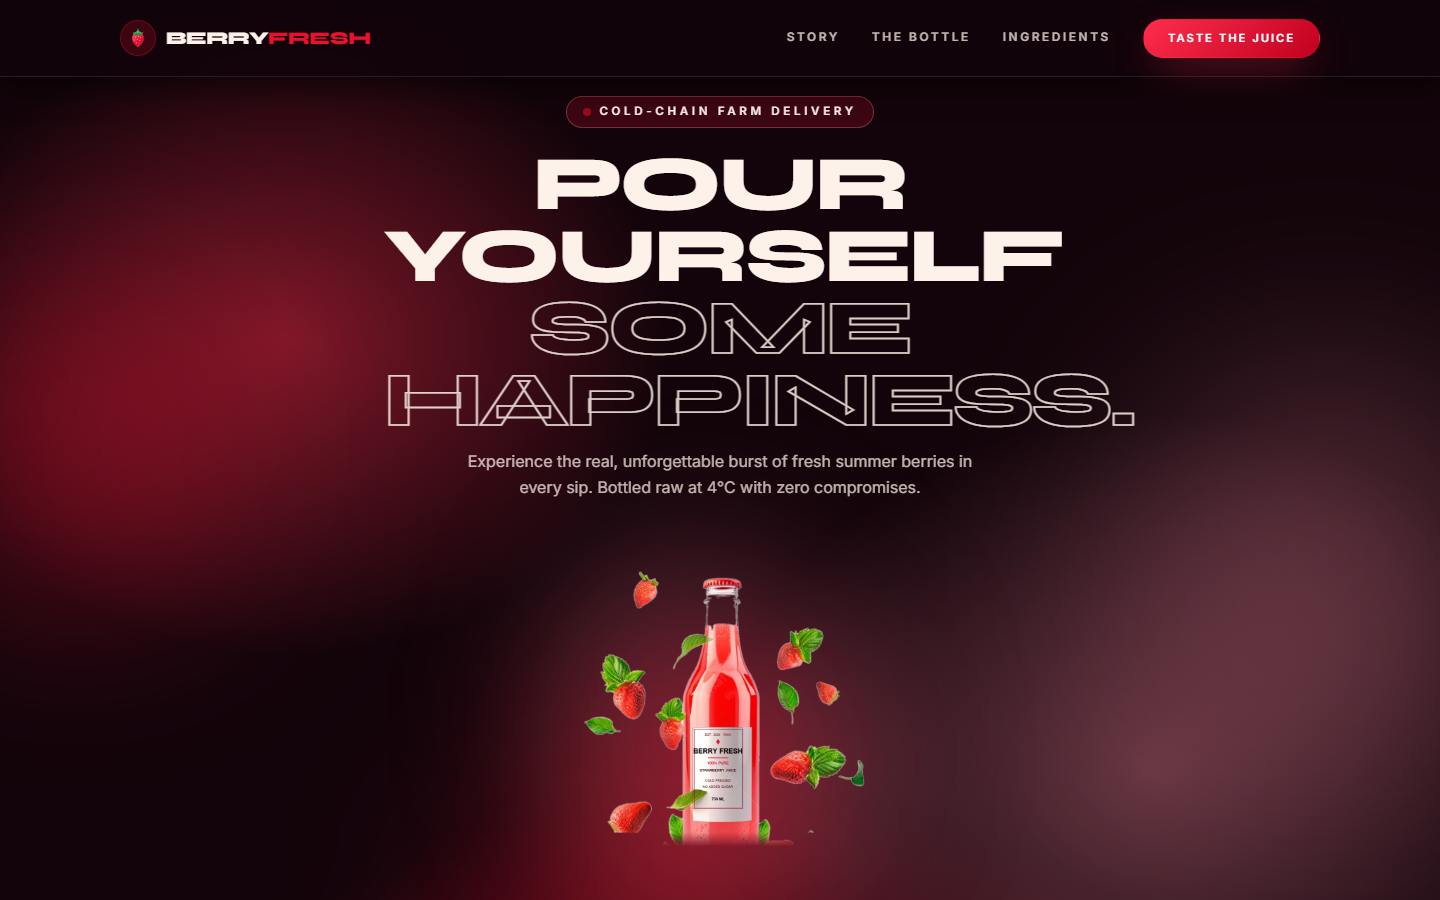 BERRYFRESH
STORY
THE BOTTLE
INGREDIENTS
TASTE THE JUICE
COLD-CHAIN FARM DELIVERY
POUR
YOURSELF
SOME
HAPPINESS.
Experience the real, unforgettable burst of fresh summer berries in
every sip. Bottled raw at 4°C with zero compromises.
BERRY FRESH
100% PURE
STRAWBERRY JUICE
COLD PRESSED
NO ADDED SUGAR
750 ML